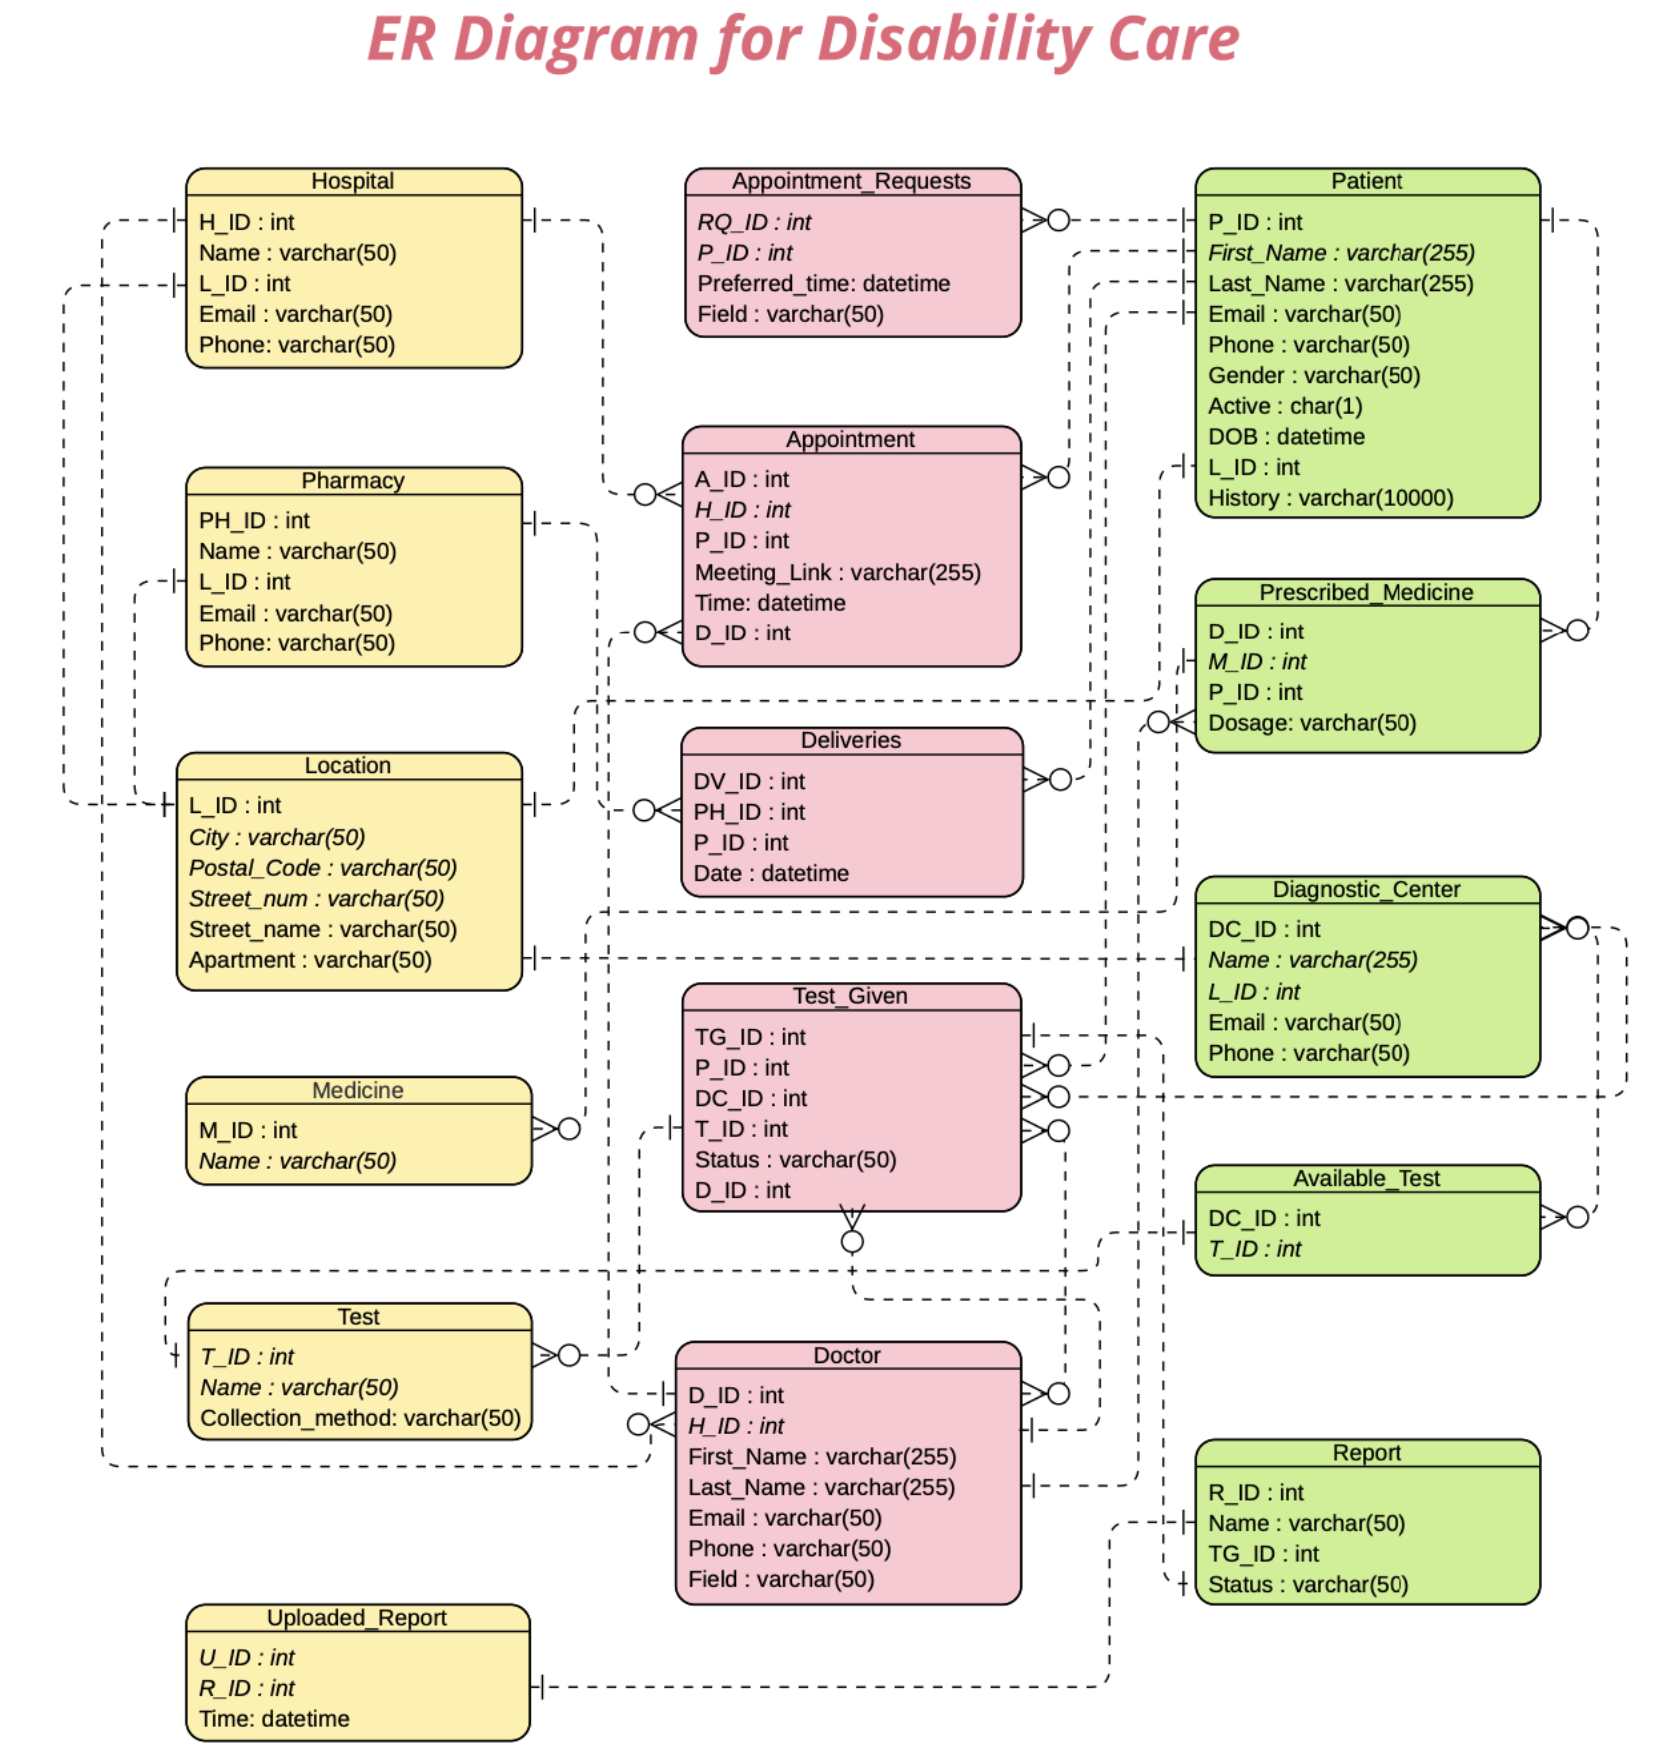 ER Diagram for Disability Care
Hospital
H_ID : int
Name : varchar(50)
L_ID : int
Email : varchar(50)
Phone: varchar(50)
Pharmacy
PH_ID : int
Name : varchar(50)
L_ID : int
Email : varchar(50)
Phone: varchar(50)
Location
L_ID : int
City : varchar(50)
Postal_Code : varchar(50)
Street_num : varchar(50)
Street_name : varchar(50)
Apartment : varchar(50)
Medicine
M_ID : int
Name : varchar(50)
Test
T_ID : int
Name : varchar(50)
Collection_method: varchar(50)
Uploaded_Report
U_ID : int
R_ID : int
Time: datetime
Appointment_Requests
RQ_ID : int
P_ID : int
Preferred_time: datetime
Field : varchar(50)
Appointment
A_ID : int
H_ID : int
P_ID : int
Meeting_Link : varchar(255)
Time: datetime
D_ID : int
Deliveries
DV_ID : int
PH_ID : int
P_ID : int
Date : datetime
Test_Given
TG_ID : int
P_ID : int
DC_ID : int
T_ID : int
Status : varchar(50)
D_ID : int
Doctor
D_ID : int
H_ID : int
First_Name : varchar(255)
Last_Name : varchar(255)
Email : varchar(50)
Phone : varchar(50)
Field : varchar(50)
Patient
P_ID : int
First_Name : varchar(255)
Last_Name : varchar(255)
Email : varchar(50)
Phone : varchar(50)
Gender : varchar(50)
Active : char(1)
DOB : datetime
L_ID : int
History : varchar(10000)
Prescribed_Medicine
D_ID : int
M_ID : int
P_ID : int
Dosage: varchar(50)
Diagnostic_Center
DC_ID : int
Name : varchar(255)
L_ID : int
Email : varchar(50)
Phone : varchar(50)
Available_Test
DC_ID : int
T_ID : int
Report
R_ID : int
Name : varchar(50)
TG_ID : int
Status : varchar(50)